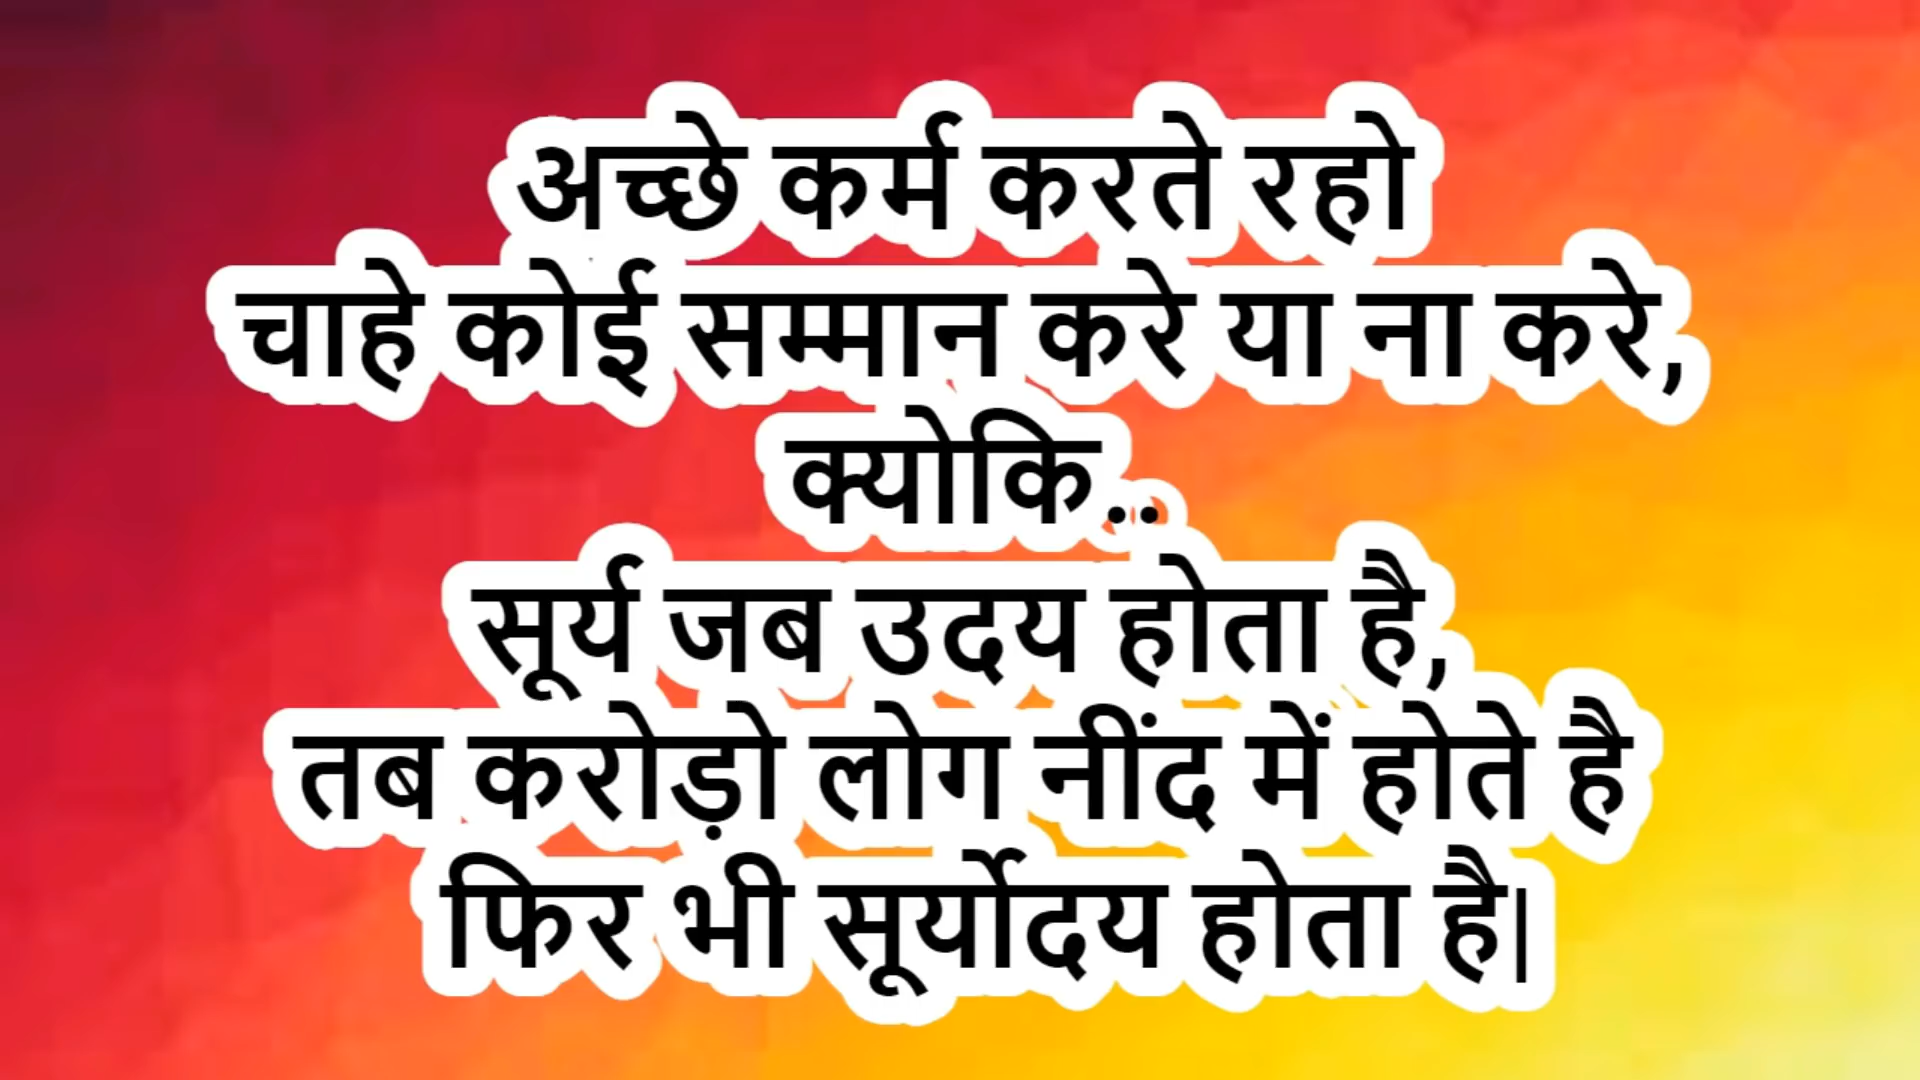 अच्छे कर्म करते रहो
चाहे कोई सम्मान करे या ना करे,
क्योकि..
सूर्य जब उदय होता है,
तब करोड़ो लोग नींद में होते है
फिर भी सूर्योदय होता है|